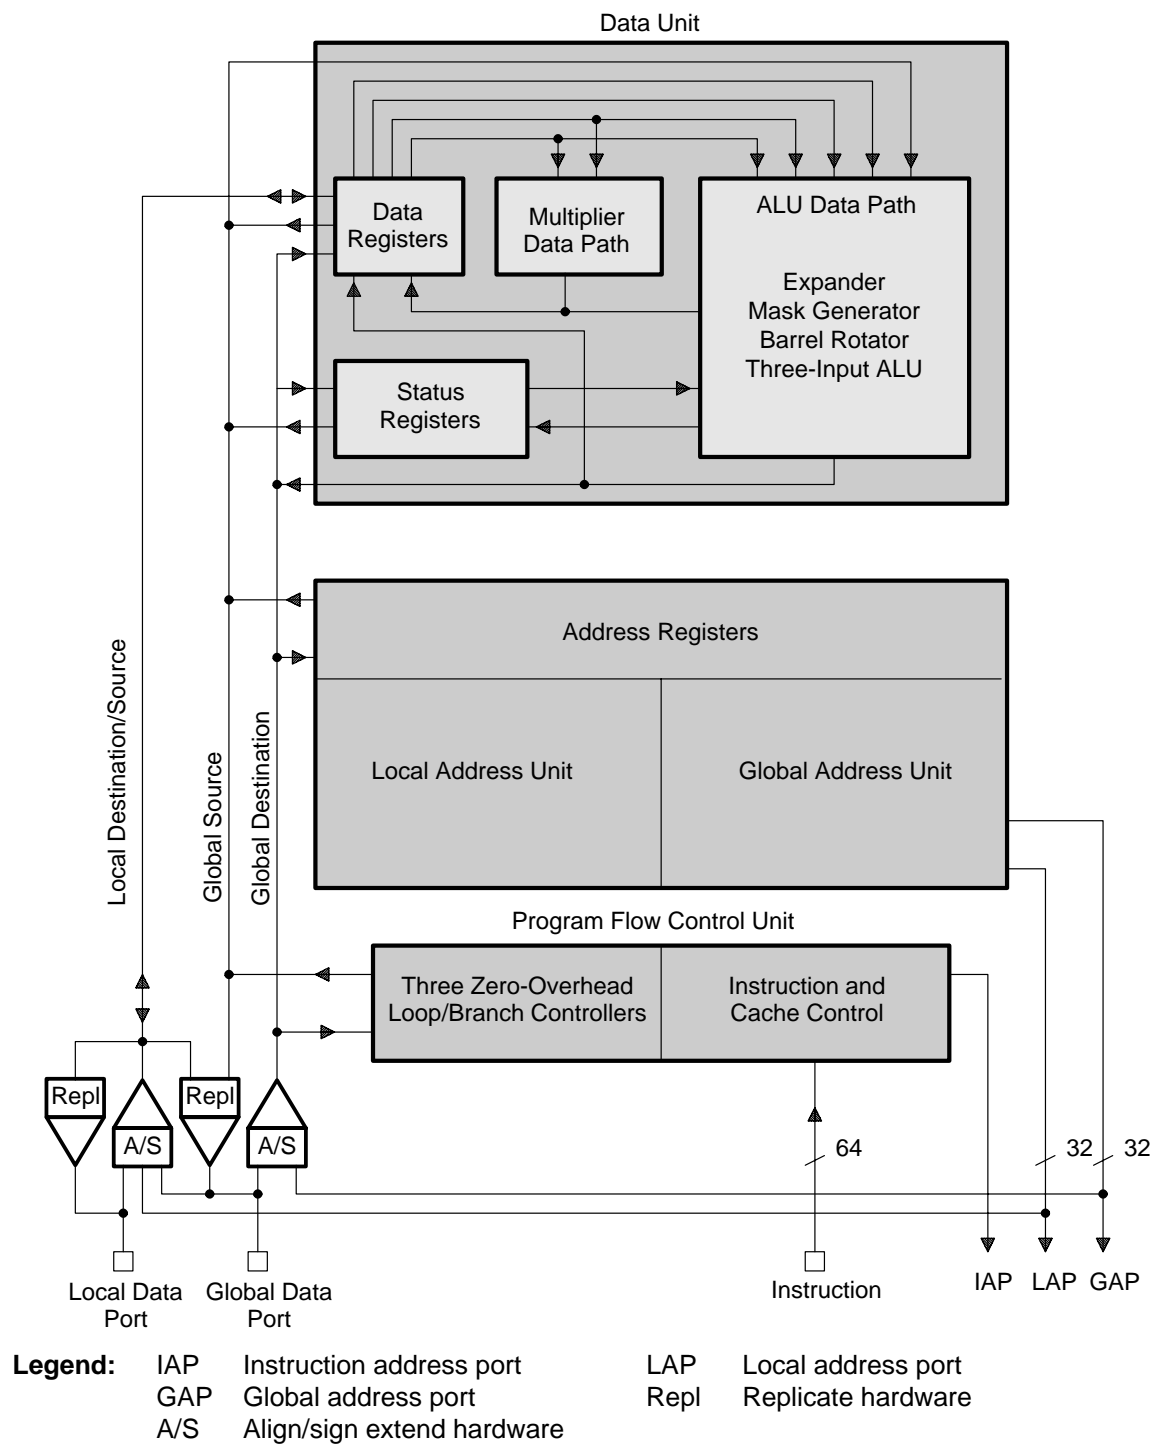 Data Unit
Data
Registers
Multiplier
Data Path
ALU Data Path
Expander
Mask Generator
Barrel Rotator
Three-Input ALU
Status
Registers
Address Registers
Local Address Unit
Global Address Unit
Local Destination/Source
Global Source
Global Destination
Program Flow Control Unit
Three Zero-Overhead
Loop/Branch Controllers
Instruction and
Cache Control
Repl
A/S
Repl
A/S
64
32
32
Local Data
Port
Global Data
Port
Instruction
IAP
LAP
GAP
Legend:
IAP Instruction address port
LAP Local address port
GAP Global address port
Repl Replicate hardware
A/S Align/sign extend hardware